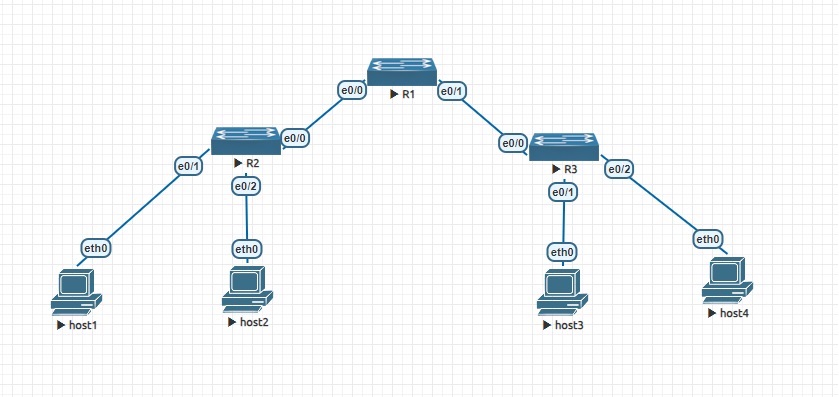 e0/0
e0/1
R1
e0/0
e0/0
R2
e0/1
R3
e0/2
e0/2
e0/1
eth0
eth0
eth0
eth0
host1
host2
host3
host4